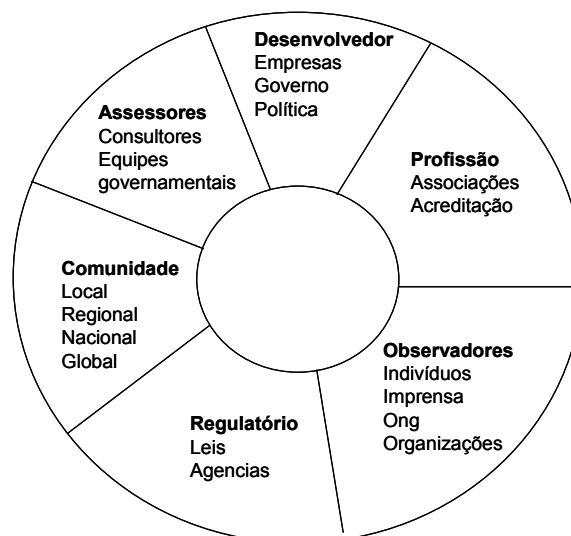 Desenvolvedor
Empresas
Governo
Política
Profissão
Associações
Acreditação
Observadores
Indivíduos
Imprensa
Ong
Organizações
Regulatório
Leis
Agencias
Comunidade
Local
Regional
Nacional
Global
Assessores
Consultores
Equipes
governamentais